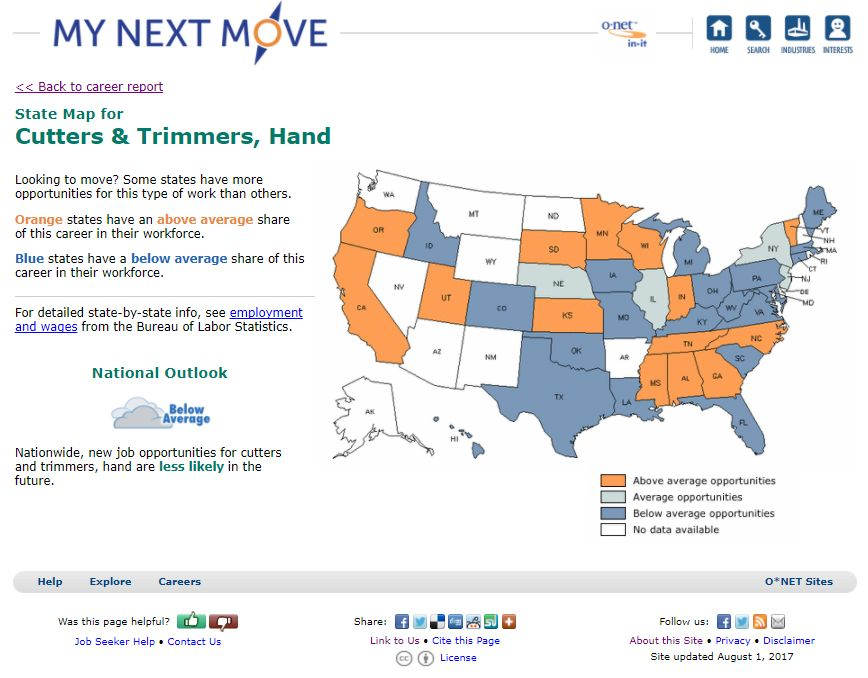 MY NEXT MOVE
o·net™
in-it
HOME
SEARCH
INDUSTRIES
INTERESTS
<< Back to career report
State Map for
Cutters & Trimmers, Hand
Looking to move? Some states have more
opportunities for this type of work than others.
Orange states have an above average share
of this career in their workforce.
Blue states have a below average share of this
career in their workforce.
For detailed state-by-state info, see employment
and wages from the Bureau of Labor Statistics.
National Outlook
Below
Average
Nationwide, new job opportunities for cutters
and trimmers, hand are less likely in the
future.
WA
MT
ND
MN
ME
OR
ID
SD
WI
MI
NY
VT
NH
MA
RI
CT
NJ
DE
MD
WY
NE
IA
PA
NV
UT
CO
KS
MO
IL
IN
OH
WV
VA
KY
CA
AZ
NM
OK
AR
TN
NC
SC
MS
AL
GA
TX
LA
FL
AK
HI
Above average opportunities
Average opportunities
Below average opportunities
No data available
Help
Explore
Careers
O*NET Sites
Was this page helpful?
Job Seeker Help • Contact Us
Share:
Link to Us • Cite this Page
cc
License
Follow us:
About this Site • Privacy • Disclaimer
Site updated August 1, 2017